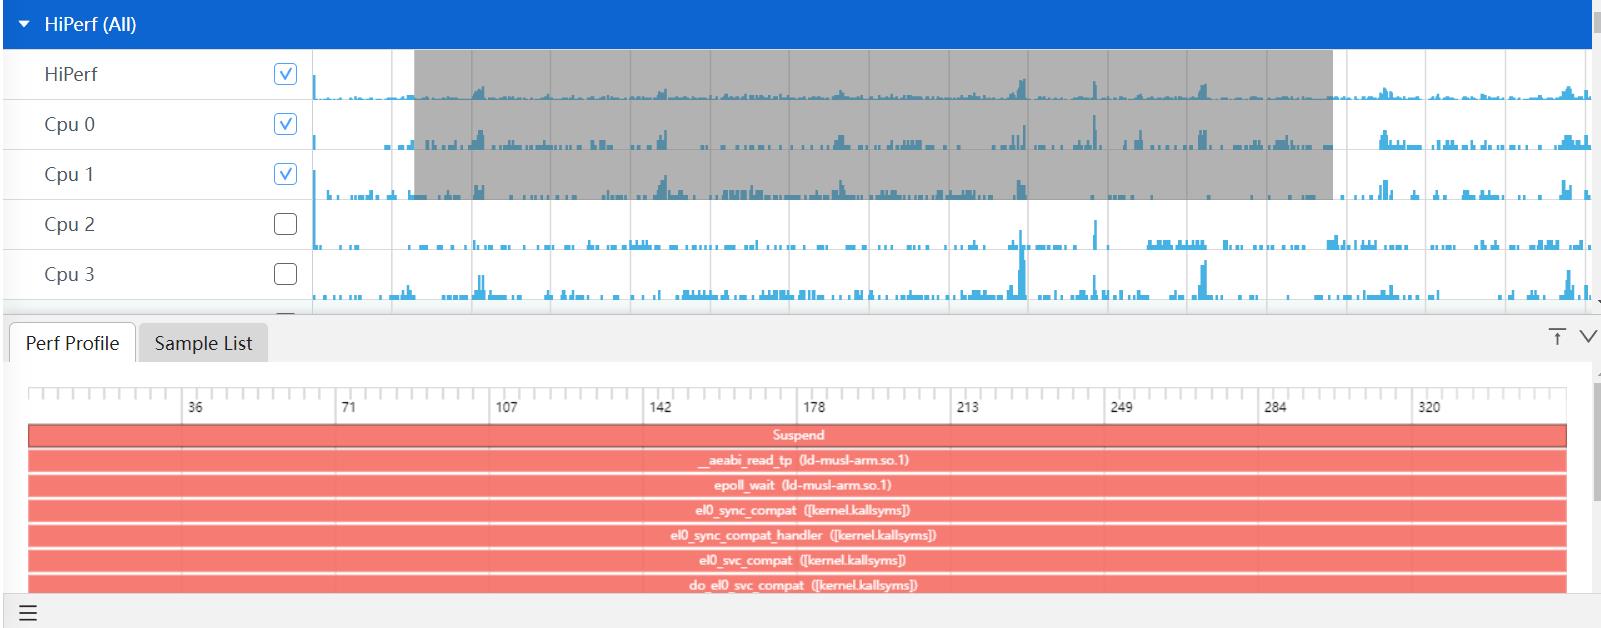 HiPerf (All)
HiPerf
Cpu 0
Cpu 1
Cpu 2
Cpu 3
Perf Profile Sample List
36 71 107 142 178 213 249 284 320
Suspend
__aeabi_read_tp (ld-musl-arm.so.1)
epoll_wait (ld-musl-arm.so.1)
el0_sync_compat ([kernel.kallsyms])
el0_sync_compat_handler ([kernel.kallsyms])
el0_svc_compat ([kernel.kallsyms])
do_el0_svc_compat ([kernel.kallsyms])